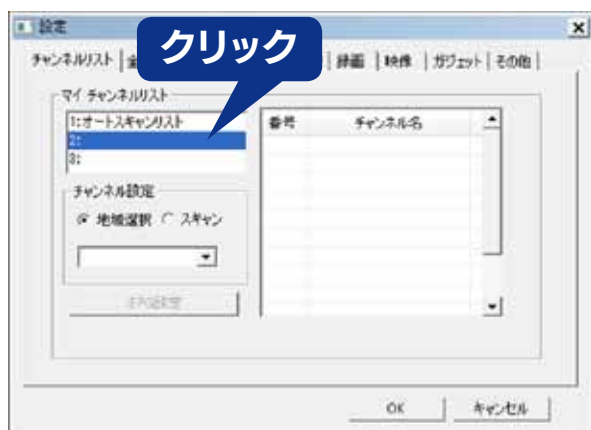 設定
クリック
チャンネルリスト
録画 映像 ガジェット その他
マイ チャンネルリスト
1:オートスキャンリスト
2:
3:
番号 チャンネル名
チャンネル設定
地域選択 スキャン
OK キャンセル